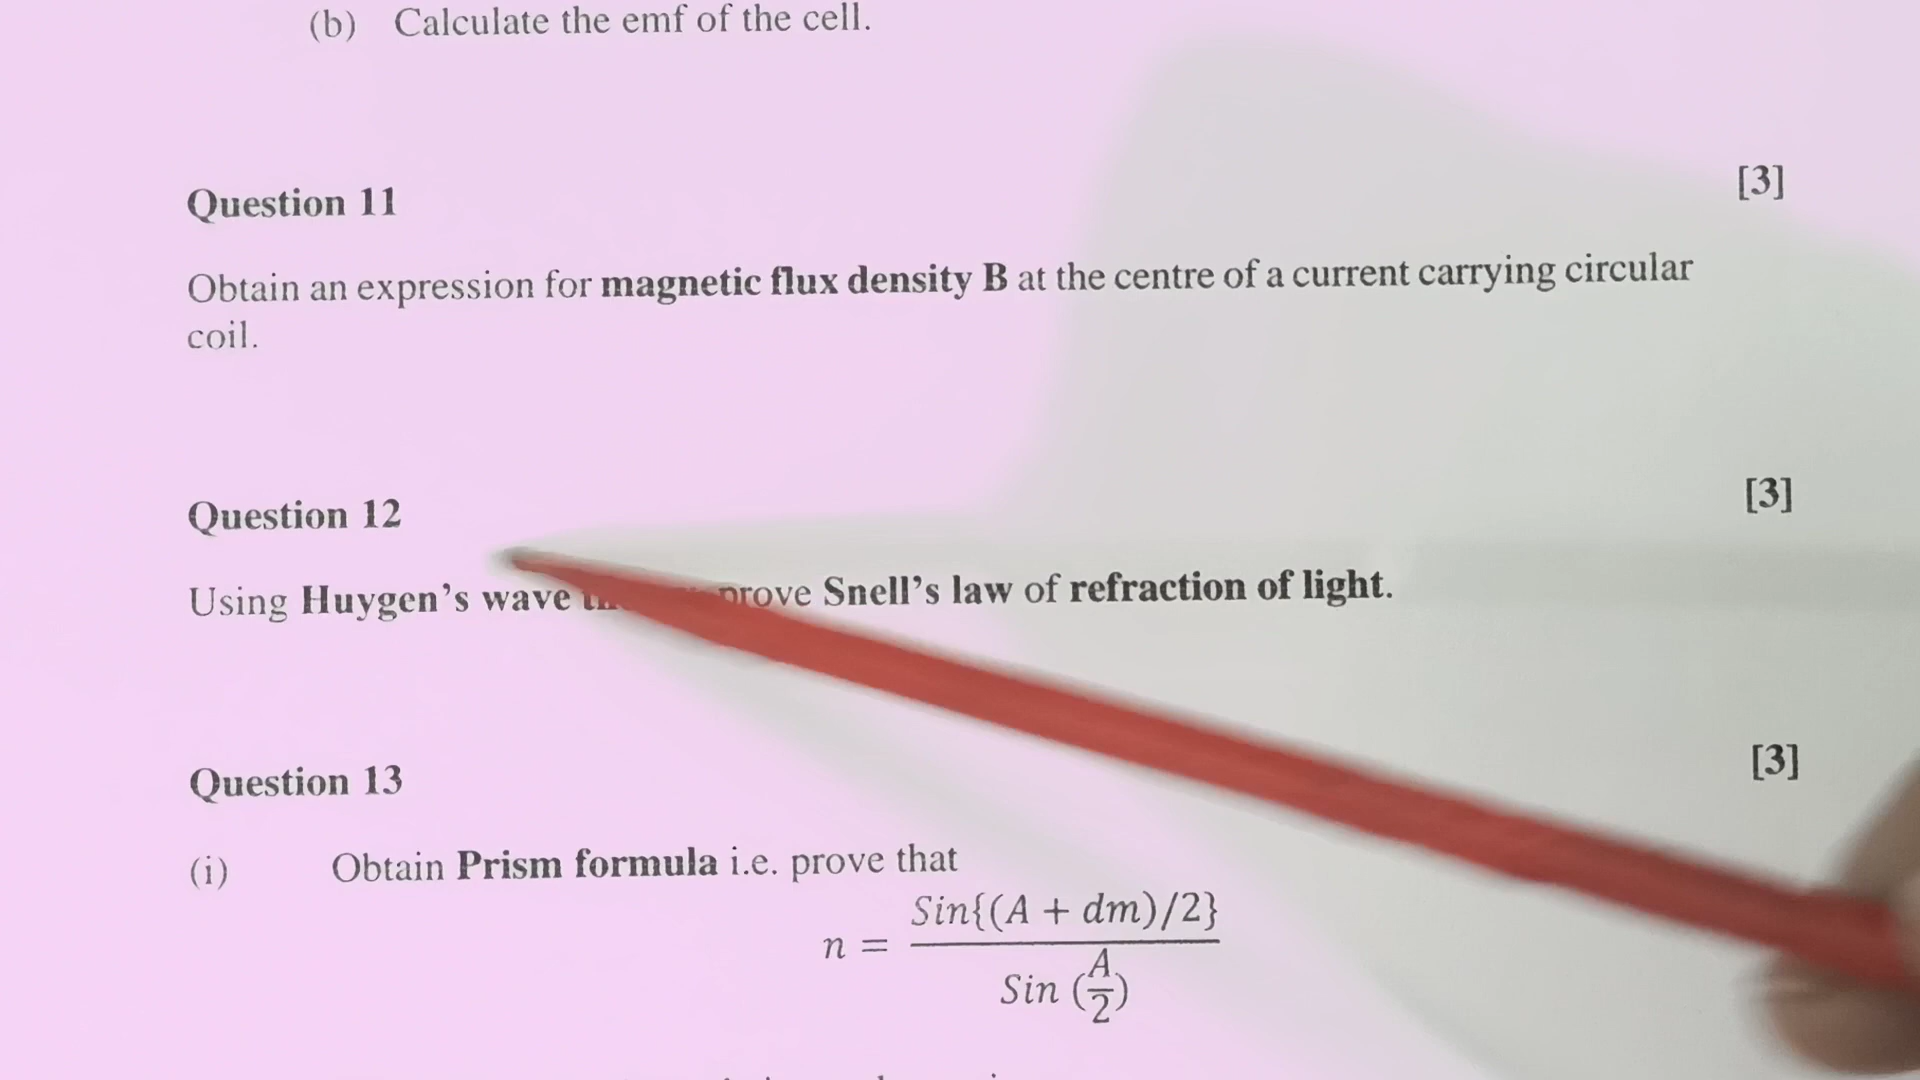 (b) Calculate the emf of the cell.
[3]
Question 11
Obtain an expression for magnetic flux density B at the centre of a current carrying circular
coil.
[3]
Question 12
Using Huygen's wave prove Snell's law of refraction of light.
[3]
Question 13
(i) Obtain Prism formula i.e. prove that
n = Sin{(A + dm)/2} / Sin (A/2)